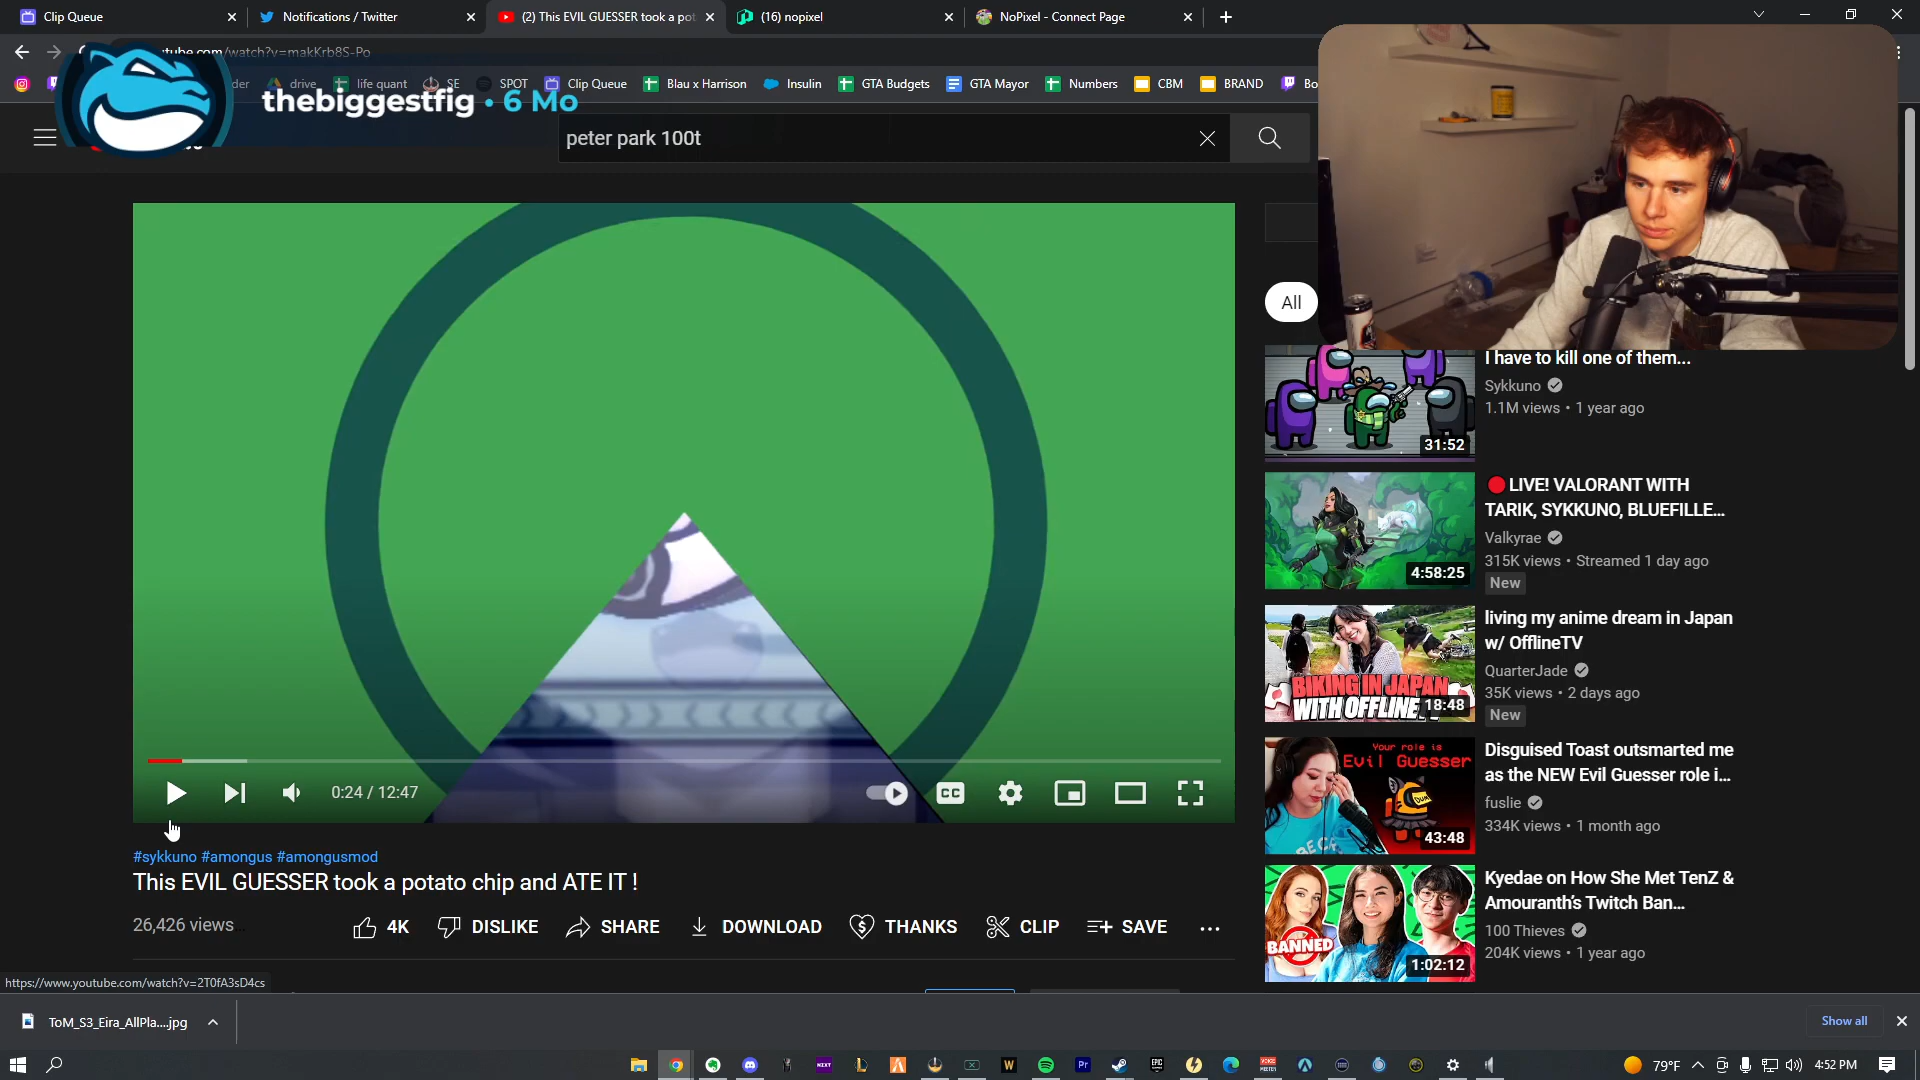 Clip Queue
Notifications / Twitter
(2) This EVIL GUESSER took a pot
(16) nopixel
NoPixel - Connect Page
tube.com/watch?v=makKrb8S-Po
der
drive
life quant
SE
SPOT
Clip Queue
Blau x Harrison
Insulin
GTA Budgets
GTA Mayor
Numbers
CBM
BRAND
Bo
thebiggestfig • 6 Mo
peter park 100t
All
I have to kill one of them...
Sykkuno
1.1M views • 1 year ago
31:52
LIVE! VALORANT WITH
TARIK, SYKKUNO, BLUEFILLE...
Valkyrae
315K views • Streamed 1 day ago
New
4:58:25
living my anime dream in Japan
w/ OfflineTV
QuarterJade
35K views • 2 days ago
New
BIKING IN JAPAN
WITH OFFLINE
18:48
Your role is
Evil Guesser
Disguised Toast outsmarted me
as the NEW Evil Guesser role i...
fuslie
334K views • 1 month ago
43:48
Kyedae on How She Met TenZ &
Amouranth's Twitch Ban...
100 Thieves
204K views • 1 year ago
BANNED
1:02:12
0:24 / 12:47
CC
#sykkuno #amongus #amongusmod
This EVIL GUESSER took a potato chip and ATE IT !
26,426 views
4K
DISLIKE
SHARE
DOWNLOAD
THANKS
CLIP
SAVE
https://www.youtube.com/watch?v=2T0fA3sD4cs
ToM_S3_Eira_AllPla....jpg
Show all
79°F
4:52 PM